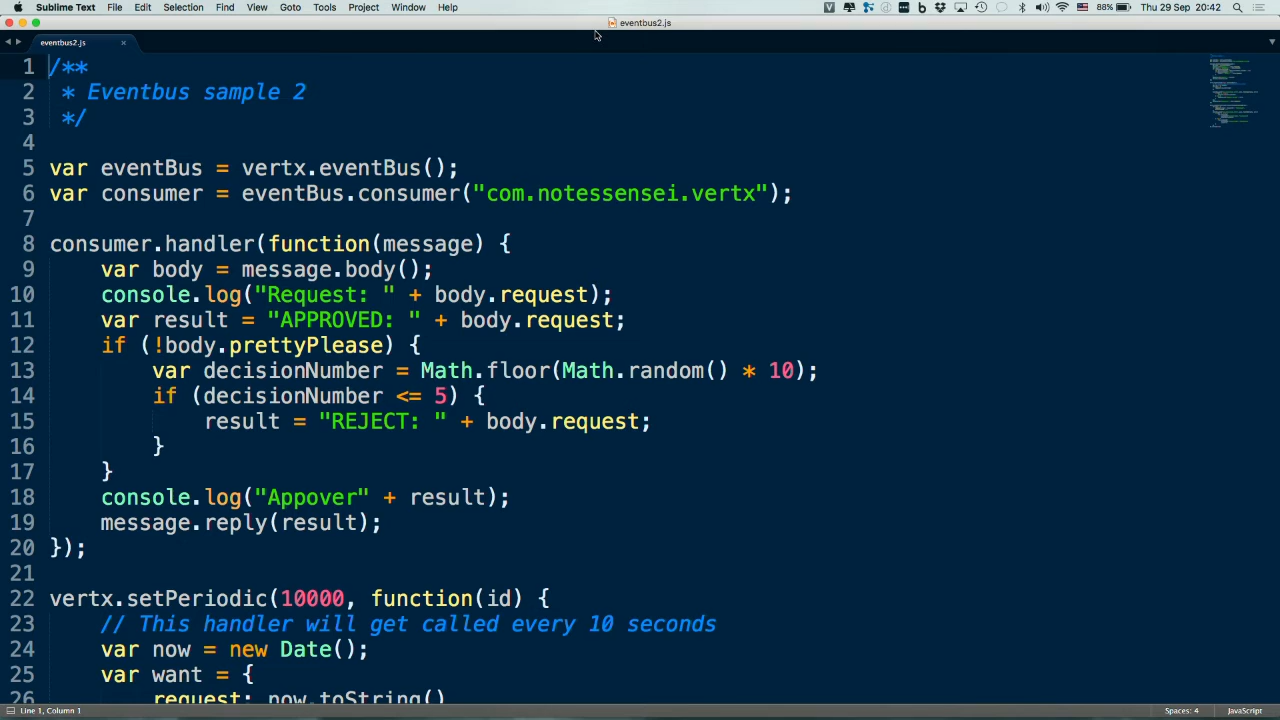 Sublime Text File Edit Selection Find View Goto Tools Project Window Help 88% Thu 29 Sep 20:42
eventbus2.js
eventbus2.js
1 /**
2 * Eventbus sample 2
3 */
4
5 var eventBus = vertx.eventBus();
6 var consumer = eventBus.consumer("com.notessensei.vertx");
7
8 consumer.handler(function(message) {
9 var body = message.body();
10 console.log("Request: " + body.request);
11 var result = "APPROVED: " + body.request;
12 if (!body.prettyPlease) {
13 var decisionNumber = Math.floor(Math.random() * 10);
14 if (decisionNumber <= 5) {
15 result = "REJECT: " + body.request;
16 }
17 }
18 console.log("Appover" + result);
19 message.reply(result);
20 });
21
22 vertx.setPeriodic(10000, function(id) {
23 // This handler will get called every 10 seconds
24 var now = new Date();
25 var want = {
26 request: now.toString()
Line 1, Column 1 Spaces: 4 JavaScript